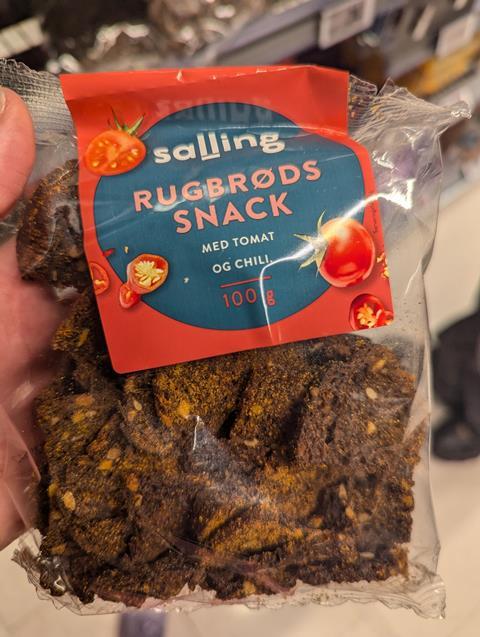 salling
RUGBRØDS
SNACK
MED TOMAT
OG CHILI.
100 g